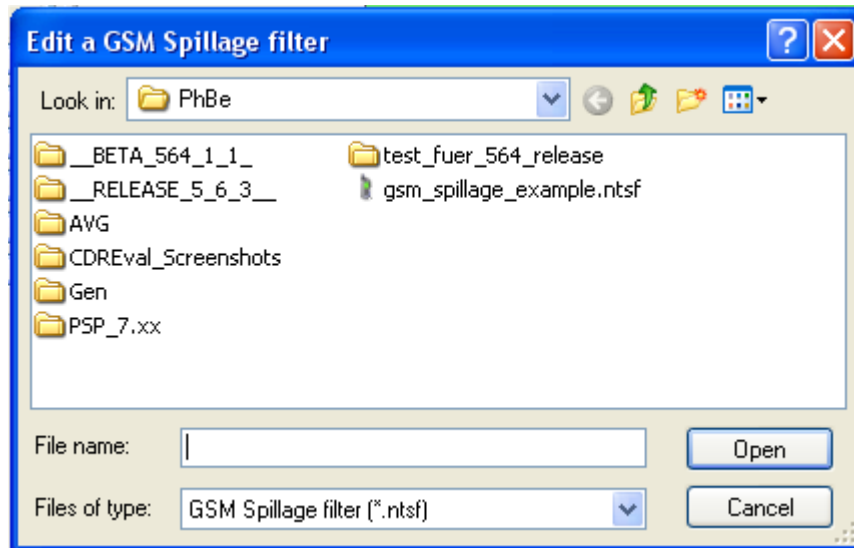 Edit a GSM Spillage filter
Look in: PhBe
__BETA_564_1_1_
__RELEASE_5_6_3__
AVG
CDREval_Screenshots
Gen
PSP_7.xx
test_fuer_564_release
gsm_spillage_example.ntsf
File name:
Open
Files of type: GSM Spillage filter (*.ntsf)
Cancel